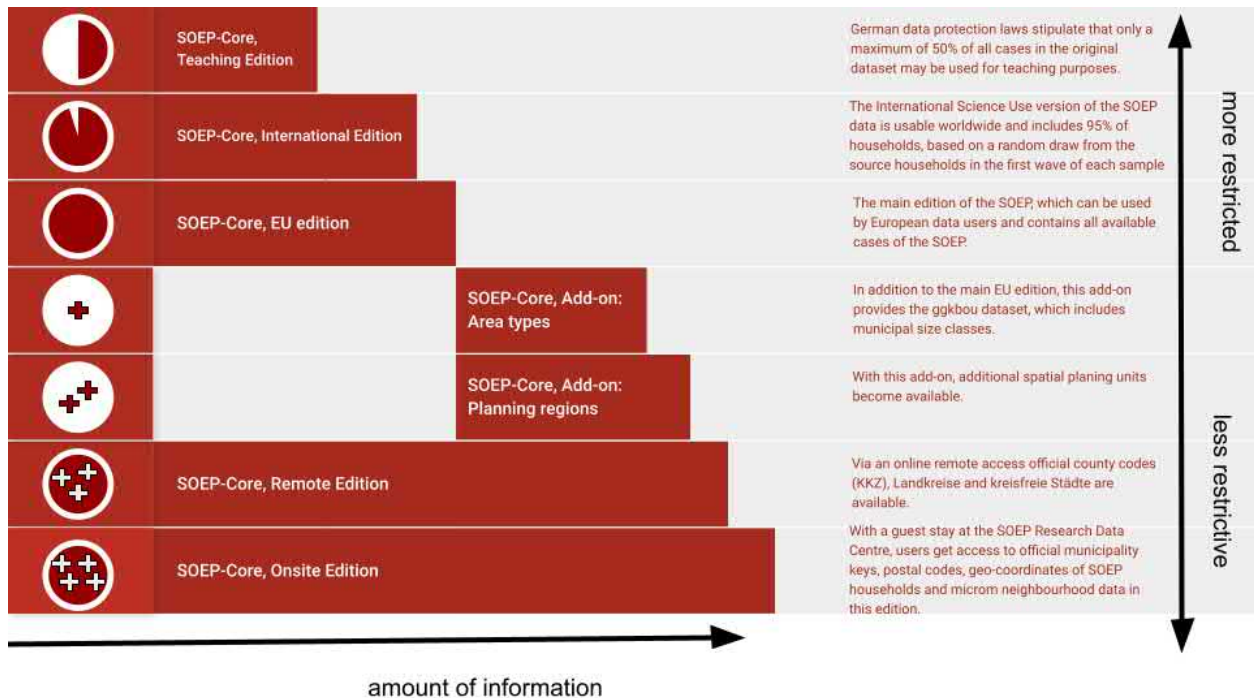 SOEP-Core,
Teaching Edition
German data protection laws stipulate that only a
maximum of 50% of all cases in the original
dataset may be used for teaching purposes.
SOEP-Core, International Edition
The International Science Use version of the SOEP
data is usable worldwide and includes 95% of
households, based on a random draw from the
source households in the first wave of each sample
SOEP-Core, EU edition
The main edition of the SOEP, which can be used
by European data users and contains all available
cases of the SOEP.
SOEP-Core, Add-on:
Area types
In addition to the main EU edition, this add-on
provides the ggkbou dataset, which includes
municipal size classes.
SOEP-Core, Add-on:
Planning regions
With this add-on, additional spatial planing units
become available.
SOEP-Core, Remote Edition
Via an online remote access official county codes
(KKZ), Landkreise and kreisfreie Städte are
available.
SOEP-Core, Onsite Edition
With a guest stay at the SOEP Research Data
Centre, users get access to official municipality
keys, postal codes, geo-coordinates of SOEP
households and microm neighbourhood data in
this edition.
more restricted
less restrictive
amount of information